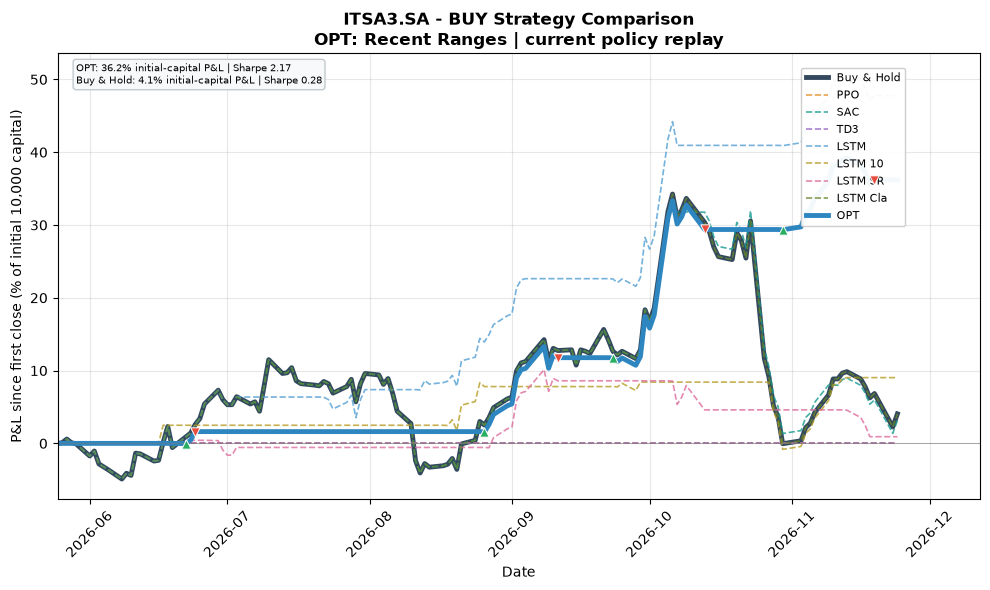 ITSA3.SA - BUY Strategy Comparison
OPT: Recent Ranges | current policy replay
OPT: 36.2% initial-capital P&L | Sharpe 2.17
Buy & Hold: 4.1% initial-capital P&L | Sharpe 0.28
Buy & Hold
PPO
SAC
TD3
LSTM
LSTM 10
LSTM SR
LSTM Cla
OPT
P&L since first close (% of initial 10,000 capital)
50
40
30
20
10
0
2026-06
2026-07
2026-08
2026-09
2026-10
2026-11
2026-12
Date